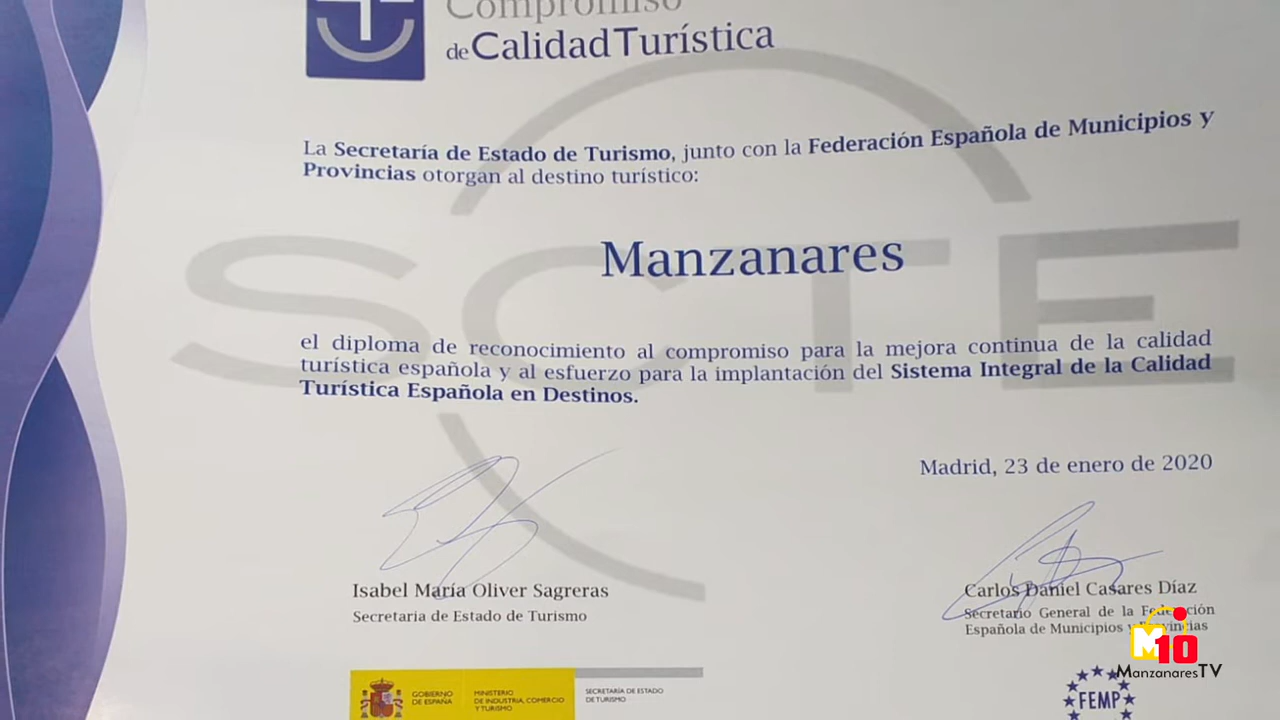 Compromiso
de Calidad Turística
La Secretaría de Estado de Turismo, junto con la Federación Española de Municipios y
Provincias otorgan al destino turístico:
SCTE
Manzanares
el diploma de reconocimiento al compromiso para la mejora continua de la calidad
turística española y al esfuerzo para la implantación del Sistema Integral de la Calidad
Turística Española en Destinos.
Madrid, 23 de enero de 2020
Isabel María Oliver Sagreras
Secretaria de Estado de Turismo
Carlos Daniel Casares Díaz
Secretario General de la Federación
Española de Municipios y Provincias
GOBIERNO
DE ESPAÑA
MINISTERIO
DE INDUSTRIA, COMERCIO
Y TURISMO
SECRETARÍA DE ESTADO
DE TURISMO
FEMP
M10
ManzanaresTV